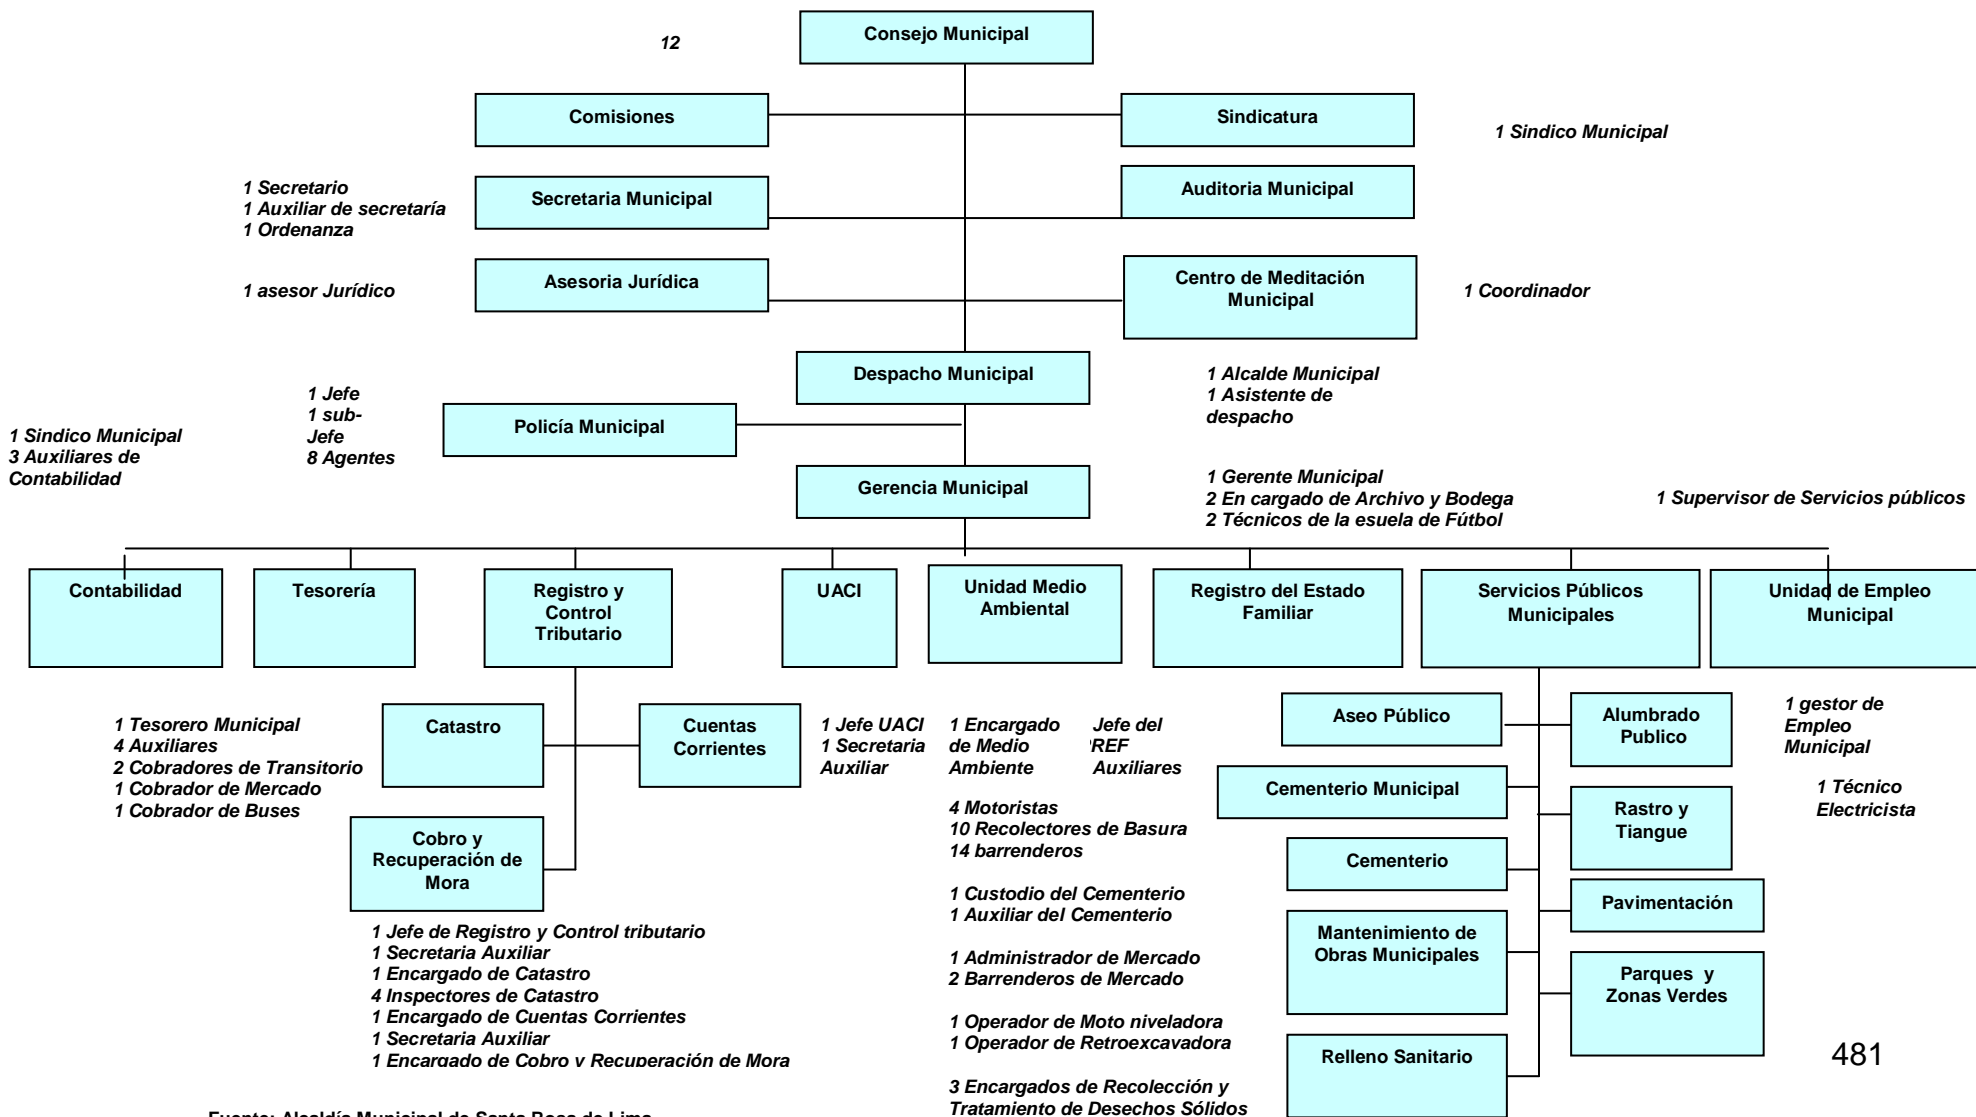 Consejo Municipal
12
Comisiones
Sindicatura
1 Sindico Municipal
1 Secretario
1 Auxiliar de secretaría
1 Ordenanza
Secretaria Municipal
Auditoria Municipal
1 asesor Jurídico
Asesoria Jurídica
Centro de Meditación
Municipal
1 Coordinador
Despacho Municipal
1 Alcalde Municipal
1 Asistente de
despacho
1 Jefe
1 sub-
Jefe
8 Agentes
Policía Municipal
1 Sindico Municipal
3 Auxiliares de
Contabilidad
Gerencia Municipal
1 Gerente Municipal
2 En cargado de Archivo y Bodega
2 Técnicos de la esuela de Fútbol
1 Supervisor de Servicios públicos
Contabilidad
Tesorería
Registro y
Control
Tributario
UACI
Unidad Medio
Ambiental
Registro del Estado
Familiar
Servicios Públicos
Municipales
Unidad de Empleo
Municipal
1 Tesorero Municipal
4 Auxiliares
2 Cobradores de Transitorio
1 Cobrador de Mercado
1 Cobrador de Buses
Catastro
Cuentas
Corrientes
1 Jefe UACI
1 Secretaria
Auxiliar
1 Encargado
de Medio
Ambiente
Jefe del
REF
Auxiliares
Aseo Público
Alumbrado
Publico
1 gestor de
Empleo
Municipal
Cementerio Municipal
Rastro y
Tiangue
1 Técnico
Electricista
Cobro y
Recuperación de
Mora
4 Motoristas
10 Recolectores de Basura
14 barrenderos
Cementerio
1 Custodio del Cementerio
1 Auxiliar del Cementerio
Pavimentación
1 Jefe de Registro y Control tributario
1 Secretaria Auxiliar
1 Encargado de Catastro
4 Inspectores de Catastro
1 Encargado de Cuentas Corrientes
1 Secretaria Auxiliar
1 Encargado de Cobro y Recuperación de Mora
1 Administrador de Mercado
2 Barrenderos de Mercado
Mantenimiento de
Obras Municipales
Parques y
Zonas Verdes
1 Operador de Moto niveladora
1 Operador de Retroexcavadora
Relleno Sanitario
3 Encargados de Recolección y
Tratamiento de Desechos Sólidos
481
Fuente: Alcaldía Municipal de Santa Rosa de Lima